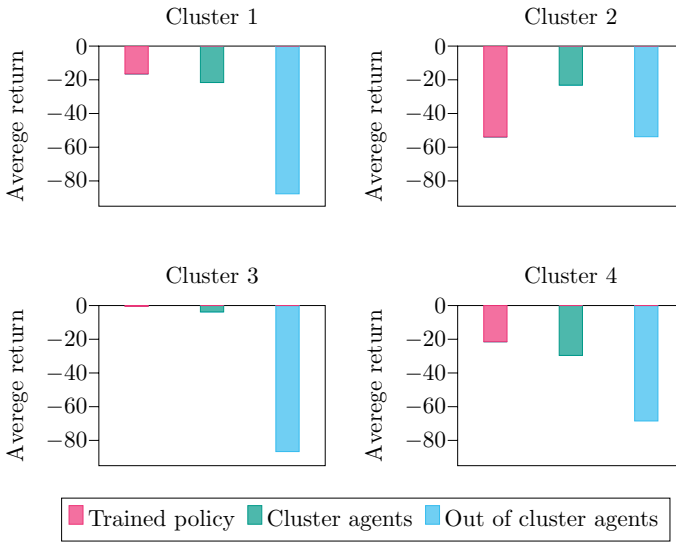 Cluster 1
Cluster 2
0
−20
−40
−60
−80
Averege return
0
−20
−40
−60
−80
Averege return
Cluster 3
Cluster 4
0
−20
−40
−60
−80
Averege return
0
−20
−40
−60
−80
Averege return
Trained policy Cluster agents Out of cluster agents